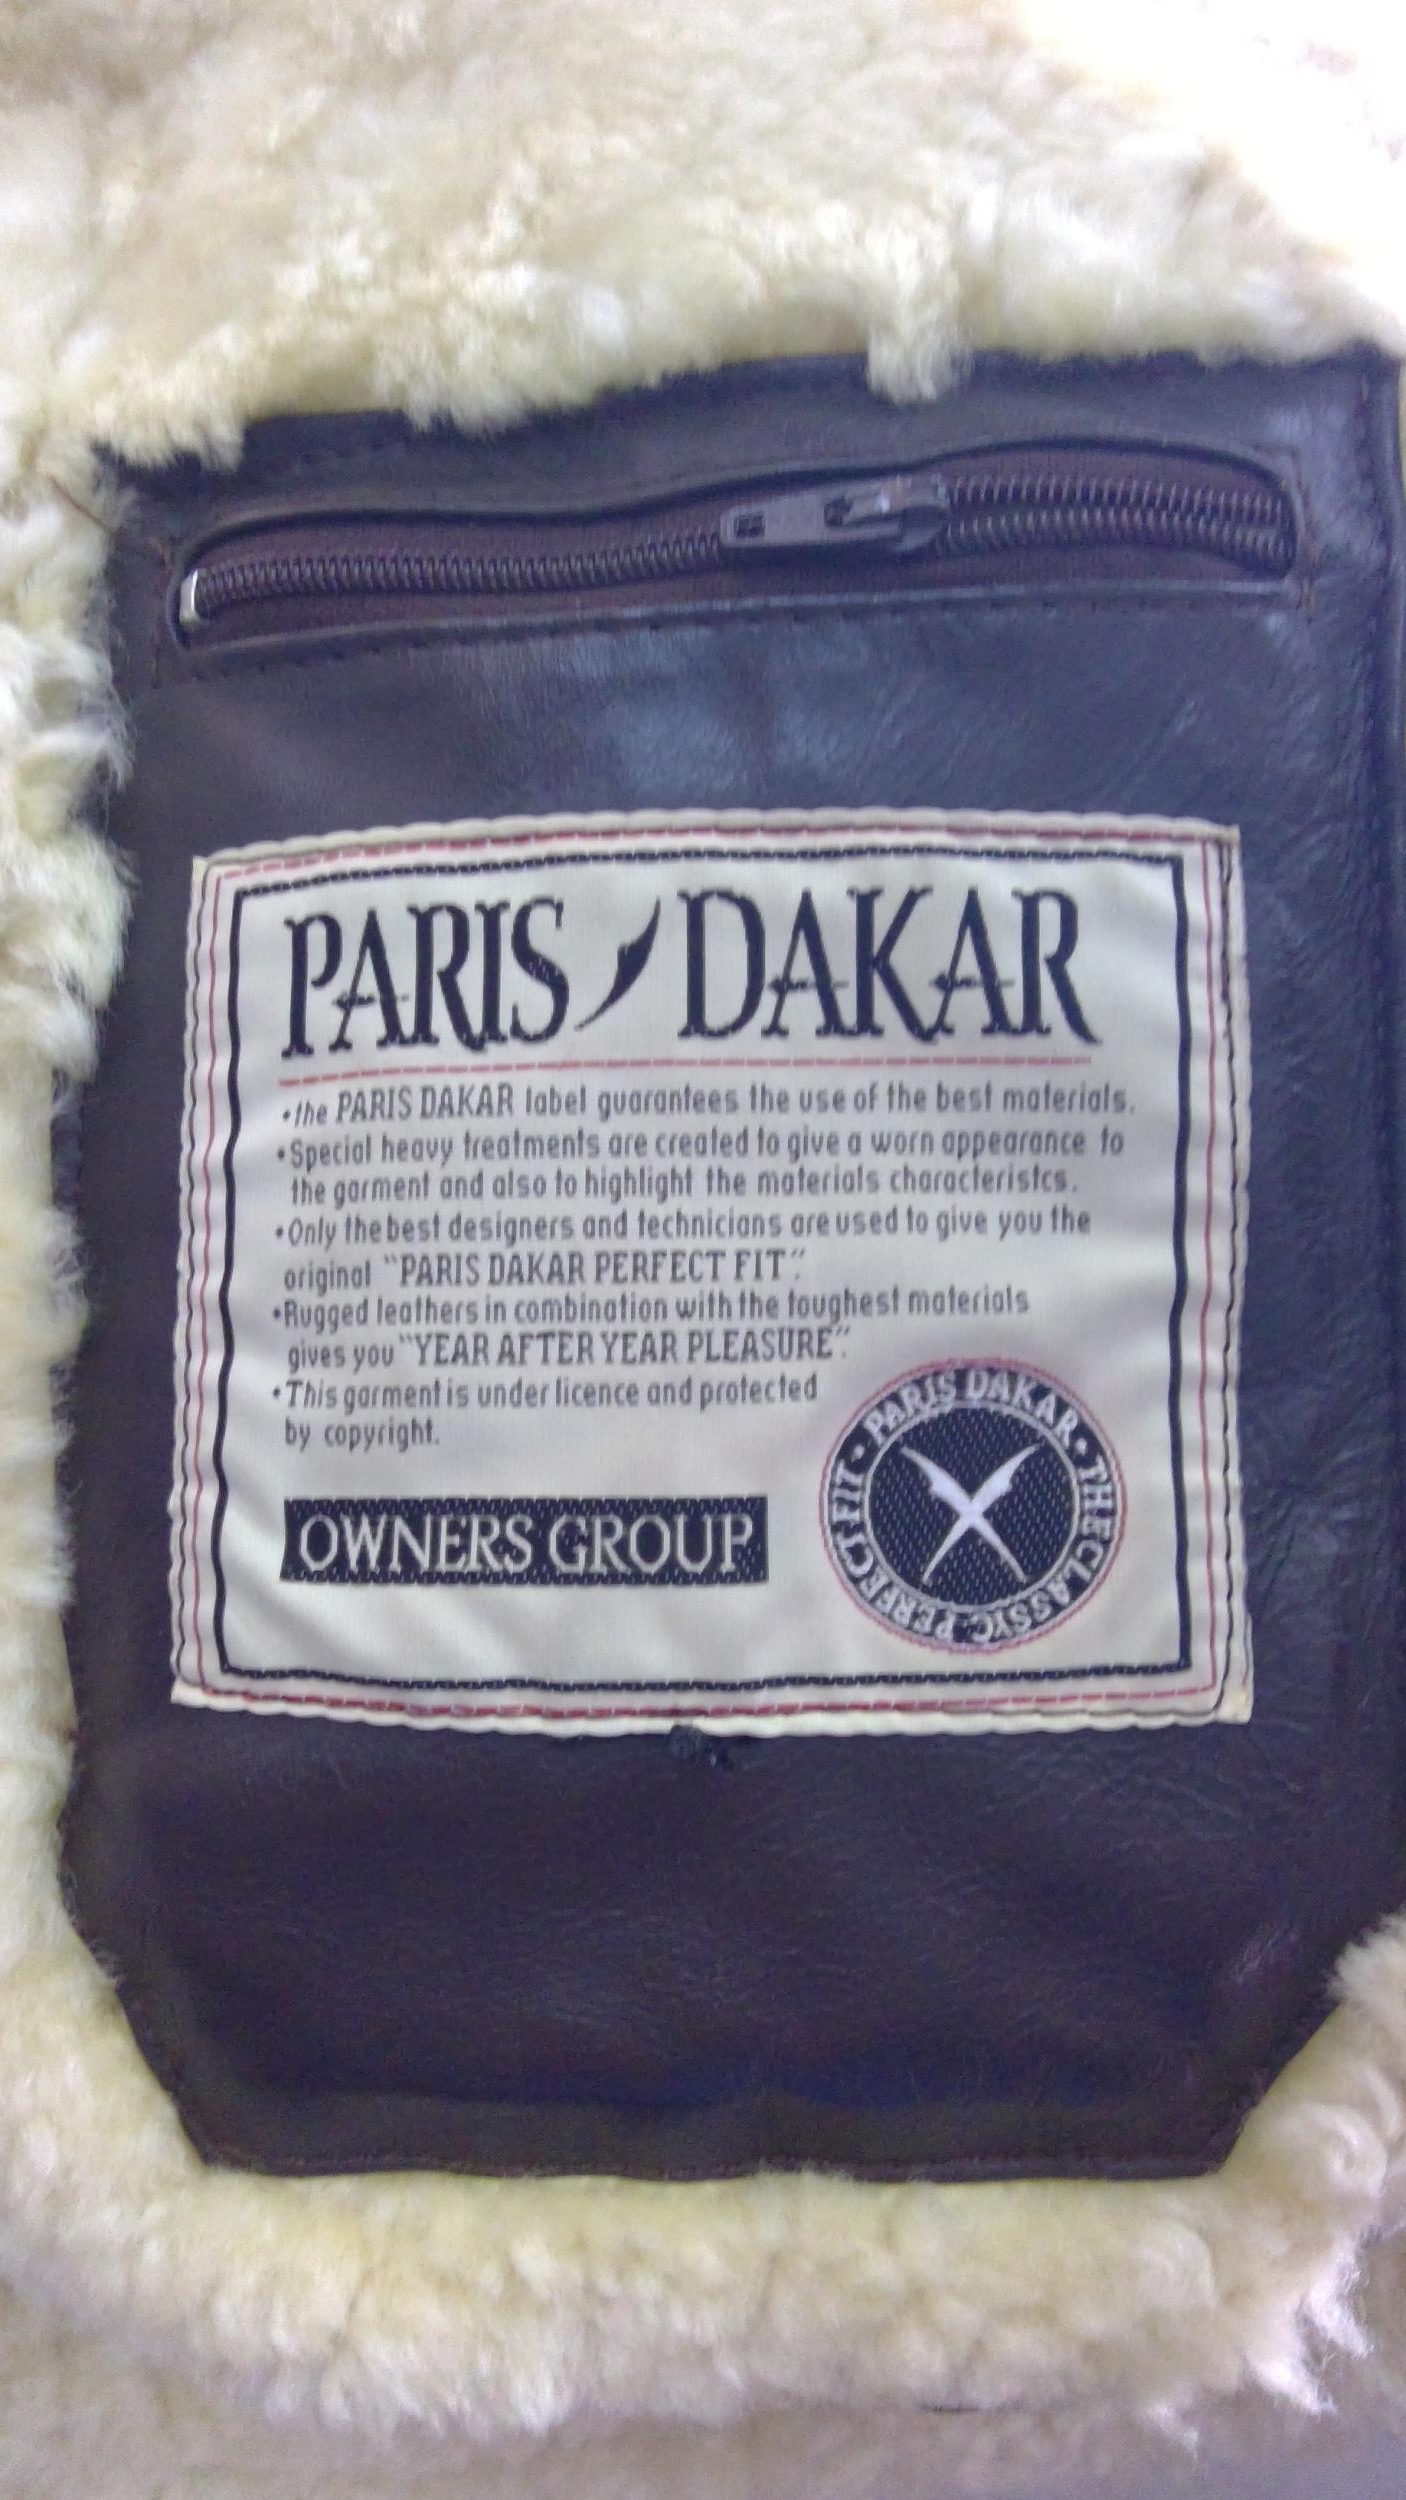 PARIS DAKAR
•the PARIS DAKAR label guarantees the use of the best materials.
•Special heavy treatments are created to give a worn appearance to
the garment and also to highlight the materials characteristcs.
•Only the best designers and technicians are used to give you the
original "PARIS DAKAR PERFECT FIT".
•Rugged leathers in combination with the toughest materials
gives you "YEAR AFTER YEAR PLEASURE".
•This garment is under licence and protected
by copyright.
OWNERS GROUP
PARIS DAKAR • THE CLASSYC PERFECT FIT •